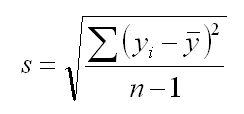 s = √(∑(yᵢ − ȳ)² / (n − 1))